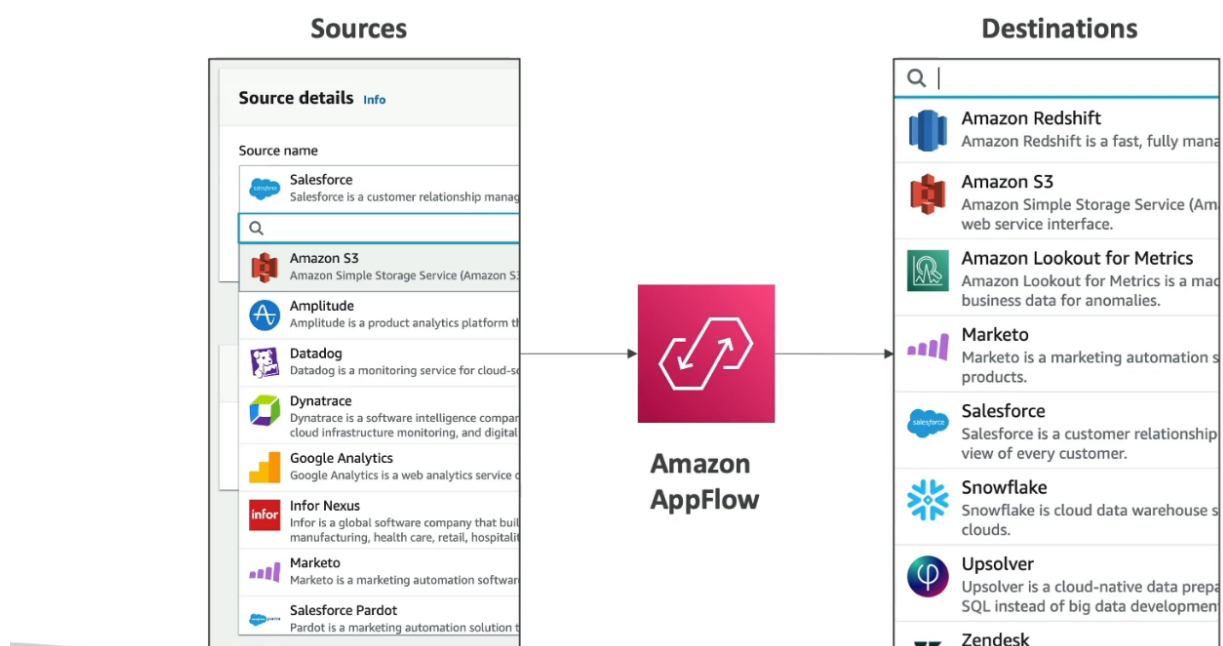 Sources
Destinations
Source details Info
Source name
Salesforce
Salesforce is a customer relationship manag
Amazon S3
Amazon Simple Storage Service (Amazon S3
Amplitude
Amplitude is a product analytics platform th
Datadog
Datadog is a monitoring service for cloud-sc
Dynatrace
Dynatrace is a software intelligence compan
cloud infrastructure monitoring, and digital
Google Analytics
Google Analytics is a web analytics service o
infor
Infor Nexus
Infor is a global software company that buil
manufacturing, health care, retail, hospitalit
Marketo
Marketo is a marketing automation software
Salesforce Pardot
Pardot is a marketing automation solution t
Amazon
AppFlow
Amazon Redshift
Amazon Redshift is a fast, fully mana
Amazon S3
Amazon Simple Storage Service (Am
web service interface.
Amazon Lookout for Metrics
Amazon Lookout for Metrics is a mac
business data for anomalies.
Marketo
Marketo is a marketing automation s
products.
salesforce
Salesforce
Salesforce is a customer relationship
view of every customer.
Snowflake
Snowflake is cloud data warehouse s
clouds.
Upsolver
Upsolver is a cloud-native data prepa
SQL instead of big data developmen
Zendesk